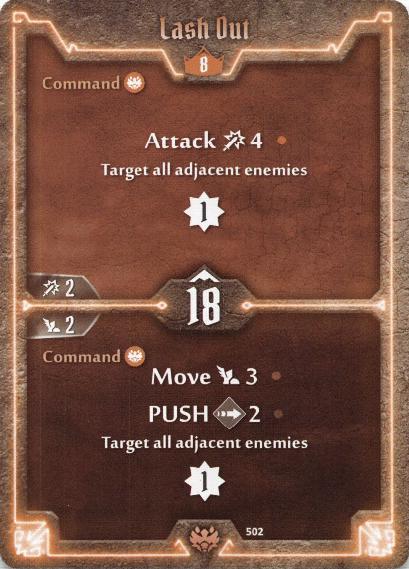 Lash Out
8
Command
Attack 4
Target all adjacent enemies
1
2
18
2
Command
Move 3
PUSH 2
Target all adjacent enemies
1
502